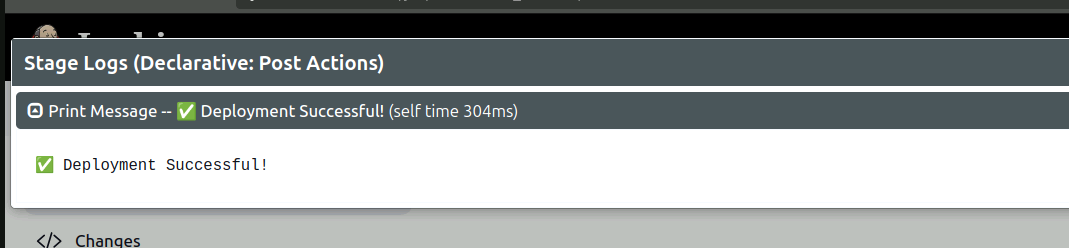 Stage Logs (Declarative: Post Actions)
Print Message -- ✅ Deployment Successful! (self time 304ms)
✅ Deployment Successful!
</> Changes